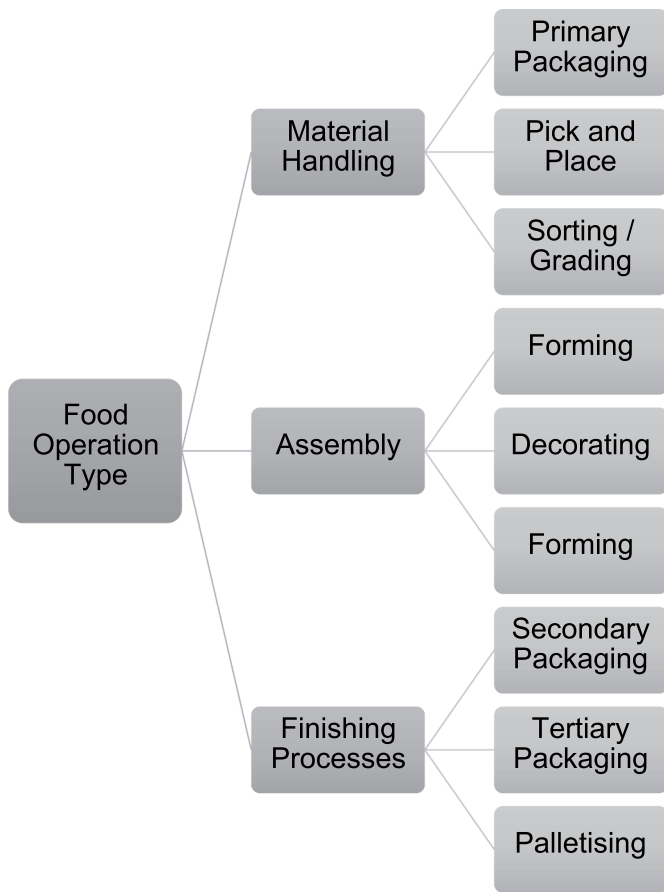 Primary
Packaging
Material
Handling
Pick and
Place
Sorting /
Grading
Forming
Food
Operation
Type
Assembly
Decorating
Forming
Secondary
Packaging
Finishing
Processes
Tertiary
Packaging
Palletising